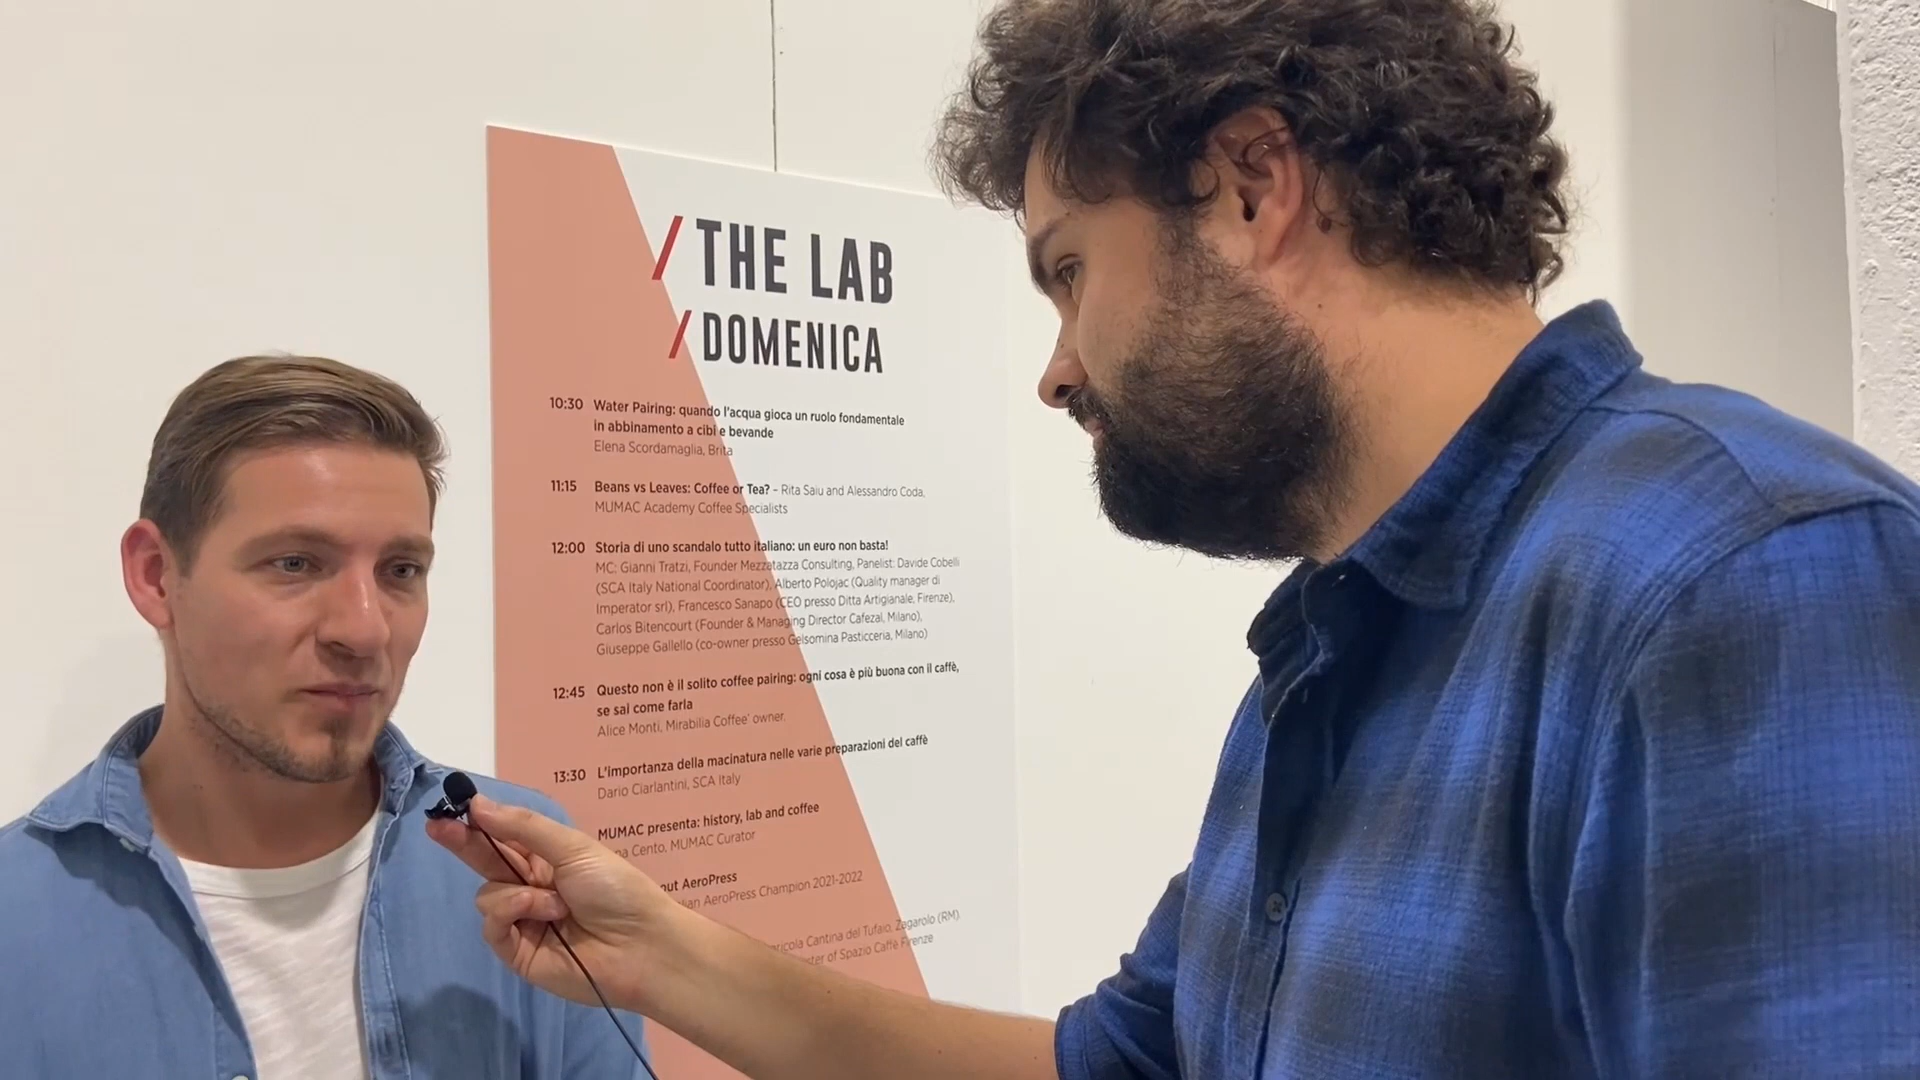 / THE LAB
/ DOMENICA
10:30 Water Pairing: quando l'acqua gioca un ruolo fondamentale
in abbinamento a cibi e bevande
Elena Scordamaglia, Brita
11:15 Beans vs Leaves: Coffee or Tea? – Rita Saiu and Alessandro Coda,
MUMAC Academy Coffee Specialists
12:00 Storia di uno scandalo tutto italiano: un euro non basta!
MC: Gianni Tratzi, Founder Mezzatazza Consulting, Panelist: Davide Cobelli
(SCA Italy National Coordinator), Alberto Polojac (Quality manager di
Imperator srl), Francesco Sanapo (CEO presso Ditta Artigianale, Firenze),
Carlos Bitencourt (Founder & Managing Director Cafezal, Milano),
Giuseppe Gallello (co-owner presso Gelsomina Pasticceria, Milano)
12:45 Questo non è il solito coffee pairing: ogni cosa è più buona con il caffè,
se sai come farla
Alice Monti, Mirabilia Coffee' owner.
13:30 L'importanza della macinatura nelle varie preparazioni del caffè
Dario Ciarlantini, SCA Italy
MUMAC presenta: history, lab and coffee
Cento, MUMAC Curator
AeroPress
AeroPress Champion 2021-2022
Cantina del Tufaio, Zagarolo (RM)
of Spazio Caffè Firenze